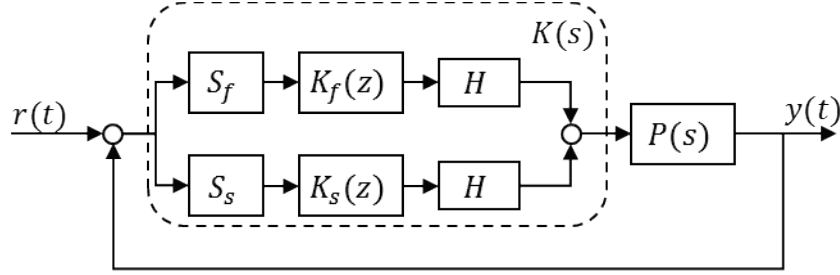 K(s)
S_f K_f(z) H
r(t) P(s) y(t)
S_s K_s(z) H